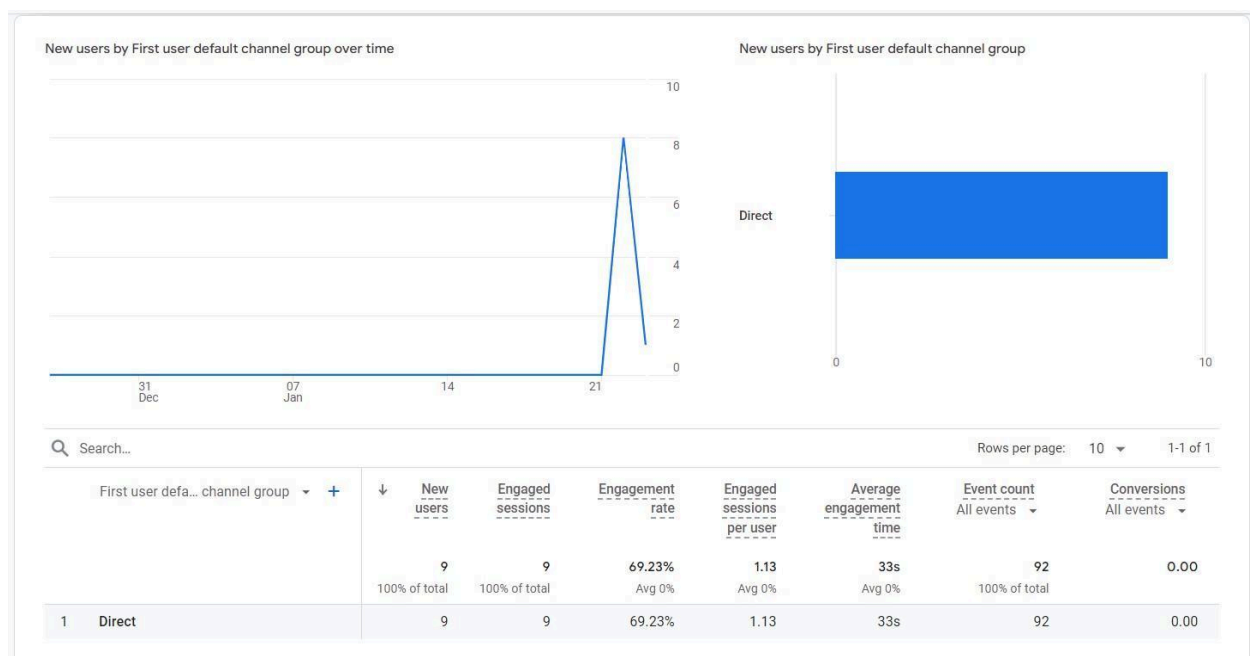 New users by First user default channel group over time
10
8
6
4
2
0
31
Dec
07
Jan
14
21
New users by First user default channel group
Direct
0
10
Search...
Rows per page: 10 1-1 of 1
First user defa... channel group +
New
users
Engaged
sessions
Engagement
rate
Engaged
sessions
per user
Average
engagement
time
Event count
All events
Conversions
All events
9 9 69.23% 1.13 33s 92 0.00
100% of total 100% of total Avg 0% Avg 0% Avg 0% 100% of total
1 Direct 9 9 69.23% 1.13 33s 92 0.00